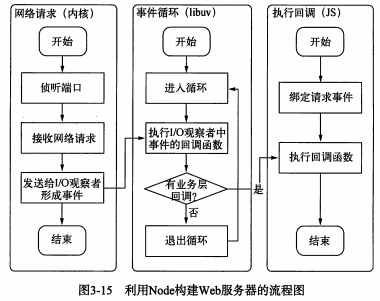 网络请求（内核）
开始
侦听端口
接收网络请求
发送给I/O观察者
形成事件
结束
事件循环（libuv）
开始
进入循环
执行I/O观察者中
事件的回调函数
有业务层
回调？
是
否
退出循环
执行回调（JS）
开始
绑定请求事件
执行回调函数
结束
图3-15 利用Node构建Web服务器的流程图